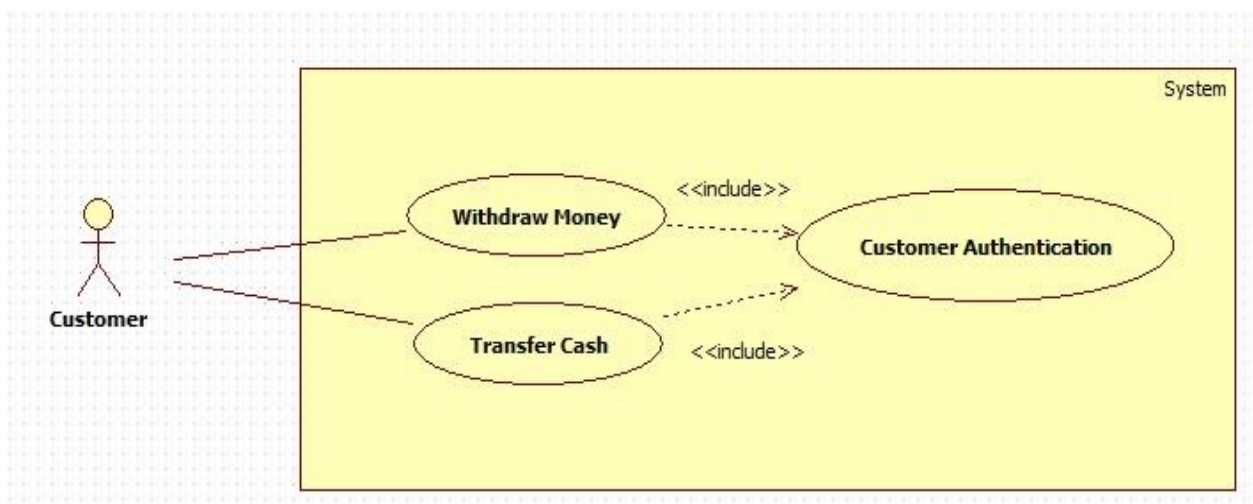 System
<<include>>
Withdraw Money
Customer Authentication
Customer
Transfer Cash
<<include>>